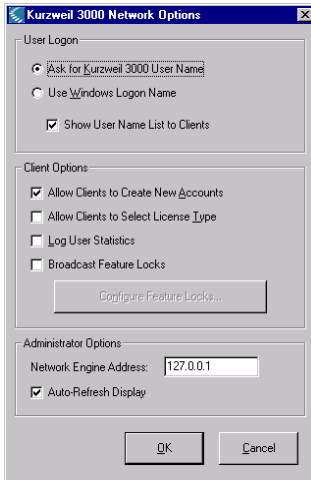 Kurzweil 3000 Network Options
User Logon
Ask for Kurzweil 3000 User Name
Use Windows Logon Name
Show User Name List to Clients
Client Options
Allow Clients to Create New Accounts
Allow Clients to Select License Type
Log User Statistics
Broadcast Feature Locks
Configure Feature Locks...
Administrator Options
Network Engine Address: 127.0.0.1
Auto-Refresh Display
OK Cancel